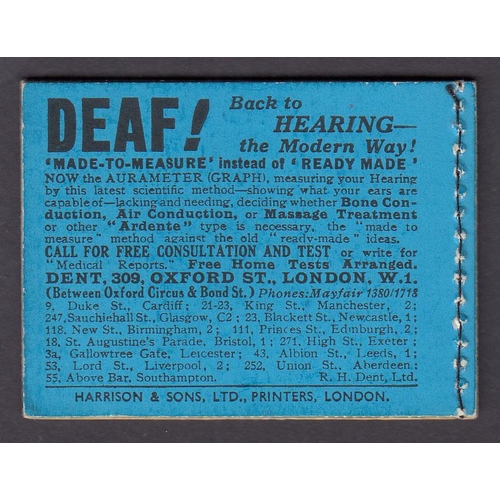 DEAF! Back to
HEARING—
the Modern Way!
'MADE-TO-MEASURE' instead of 'READY MADE'
NOW the AURAMETER (GRAPH), measuring your Hearing
by this latest scientific method—showing what your ears are
capable of—lacking and needing, deciding whether Bone Con-
duction, Air Conduction, or Massage Treatment
or other "Ardente" type is necessary, the "made to
measure" method against the old "ready-made" ideas.
CALL FOR FREE CONSULTATION AND TEST or write for
"Medical Reports." Free Home Tests Arranged.
DENT, 309, OXFORD ST., LONDON, W.1.
(Between Oxford Circus & Bond St.) Phones: Mayfair 1380/1718
9, Duke St., Cardiff; 21-23, King St., Manchester, 2;
247, Sauchiehall St., Glasgow, C2; 23, Blackett St., Newcastle, 1;
118, New St., Birmingham, 2; 111, Princes St., Edinburgh, 2;
18, St. Augustine's Parade, Bristol, 1; 271, High St., Exeter;
3a, Gallowtree Gate, Leicester; 43, Albion St., Leeds, 1;
53, Lord St., Liverpool, 2; 252, Union St., Aberdeen;
55, Above Bar, Southampton. R. H. Dent, Ltd.
HARRISON & SONS, LTD., PRINTERS, LONDON.